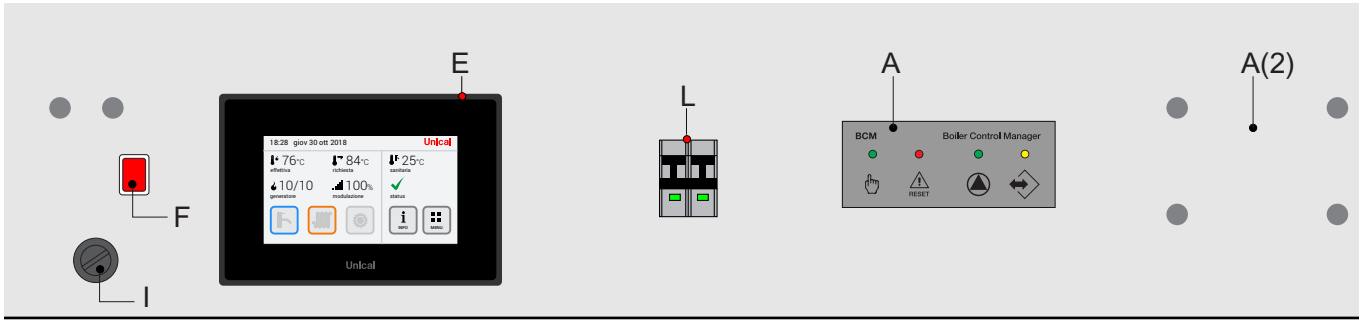 E
L
A
A(2)
F
I
18:28 giov 30 ott 2018 Unical
76°C 84°C 25°C
effettiva richiesta sanitaria
10/10 100%
generatore modulazione status
i
INFO MENU
Unical
BCM Boiler Control Manager
RESET